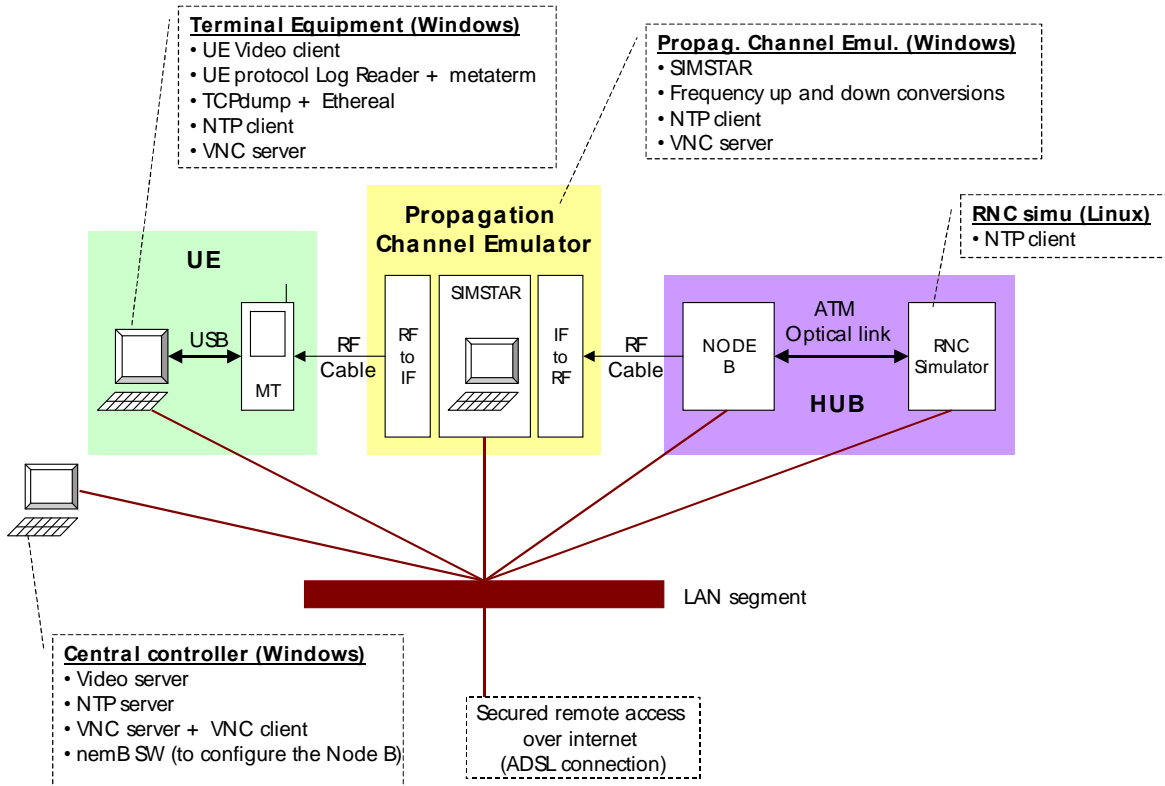 Terminal Equipment (Windows)
• UE Video client
• UE protocol Log Reader + metaterm
• TCPdump + Ethereal
• NTP client
• VNC server
Propag. Channel Emul. (Windows)
• SIMSTAR
• Frequency up and down conversions
• NTP client
• VNC server
RNC simu (Linux)
• NTP client
UE
USB
MT
RF
Cable
Propagation
Channel Emulator
RF
to
IF
SIMSTAR
IF
to
RF
RF
Cable
NODE
B
ATM
Optical link
RNC
Simulator
HUB
LAN segment
Central controller (Windows)
• Video server
• NTP server
• VNC server + VNC client
• nemB SW (to configure the Node B)
Secured remote access
over internet
(ADSL connection)